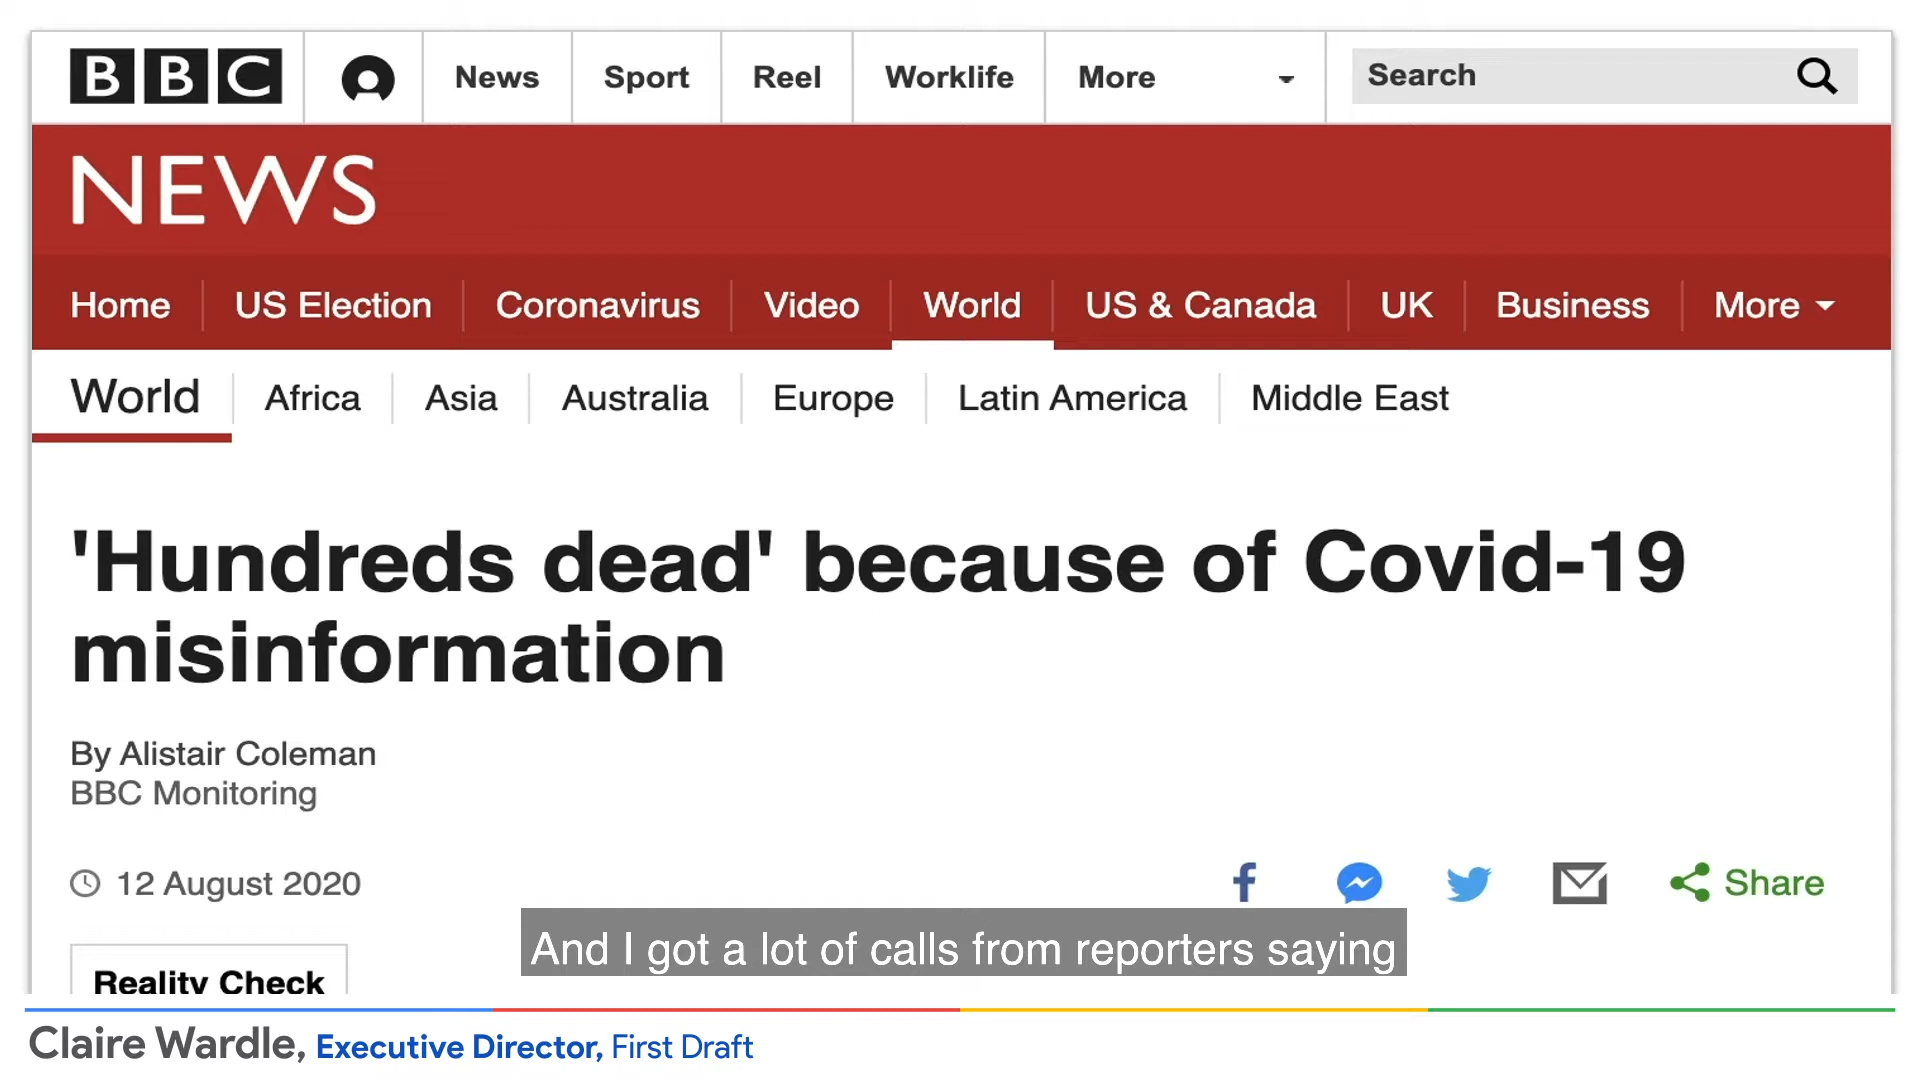 BBC News Sport Reel Worklife More Search
NEWS
Home US Election Coronavirus Video World US & Canada UK Business More
World Africa Asia Australia Europe Latin America Middle East
'Hundreds dead' because of Covid-19
misinformation
By Alistair Coleman
BBC Monitoring
12 August 2020
Share
And I got a lot of calls from reporters saying
Reality Check
Claire Wardle, Executive Director, First Draft